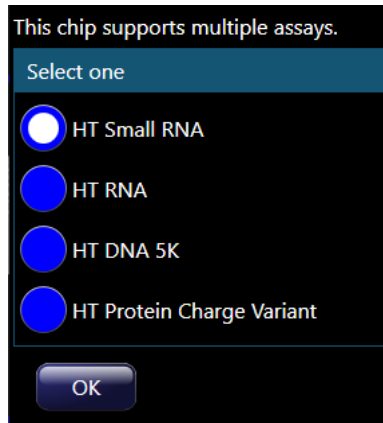 This chip supports multiple assays.
Select one
HT Small RNA
HT RNA
HT DNA 5K
HT Protein Charge Variant
OK